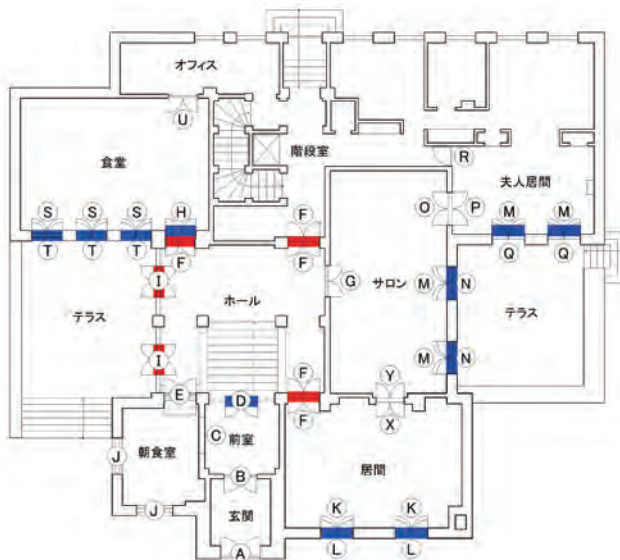 オフィス
U
食堂
階段室
R
夫人居間
S S S H
F
O P
M M
T T T
F
F
Q Q
I
ホール
G
サロン
M N
テラス
テラス
I
M N
E
D
F
Y
F
X
C
前室
朝食室
居間
J
B
K K
J
玄関
L L
A